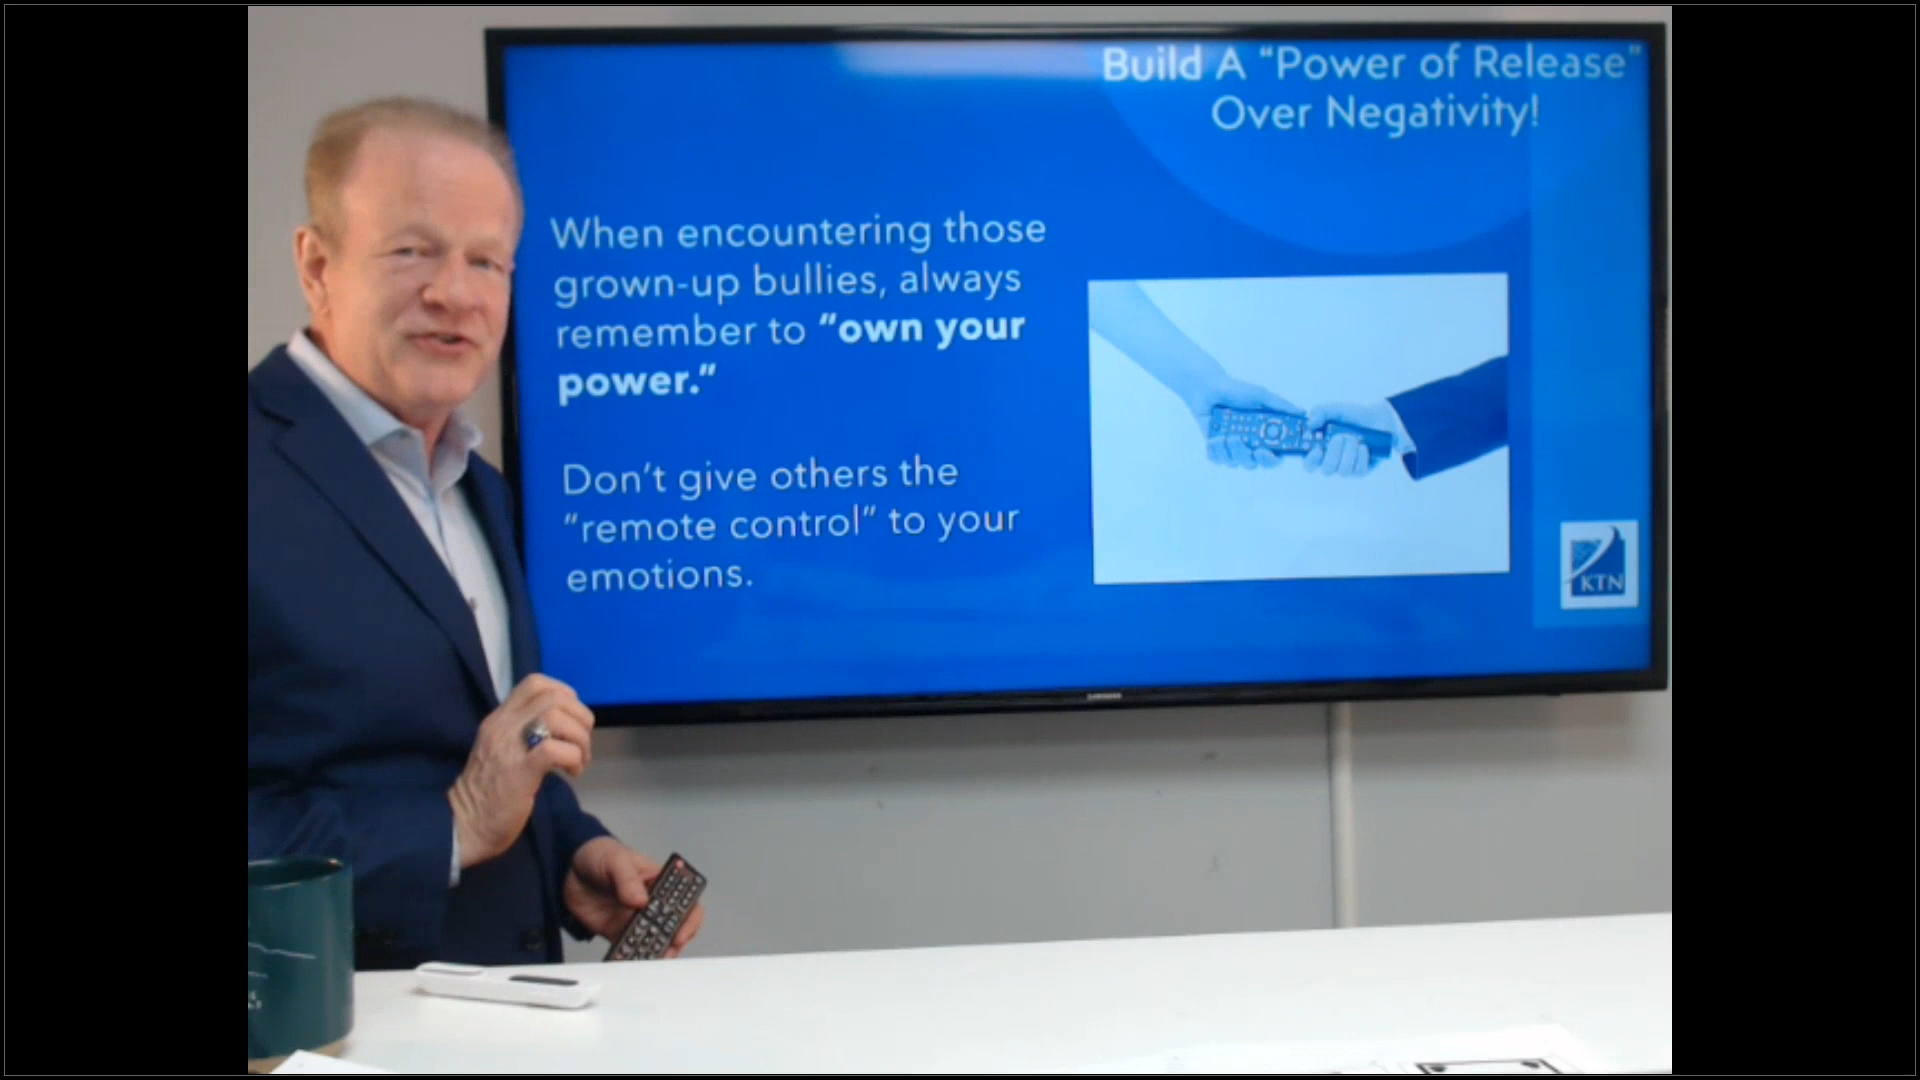 Build A “Power of Release”
Over Negativity!
When encountering those
grown-up bullies, always
remember to “own your
power.”
Don’t give others the
“remote control” to your
emotions.
KTN
SAMSUNG